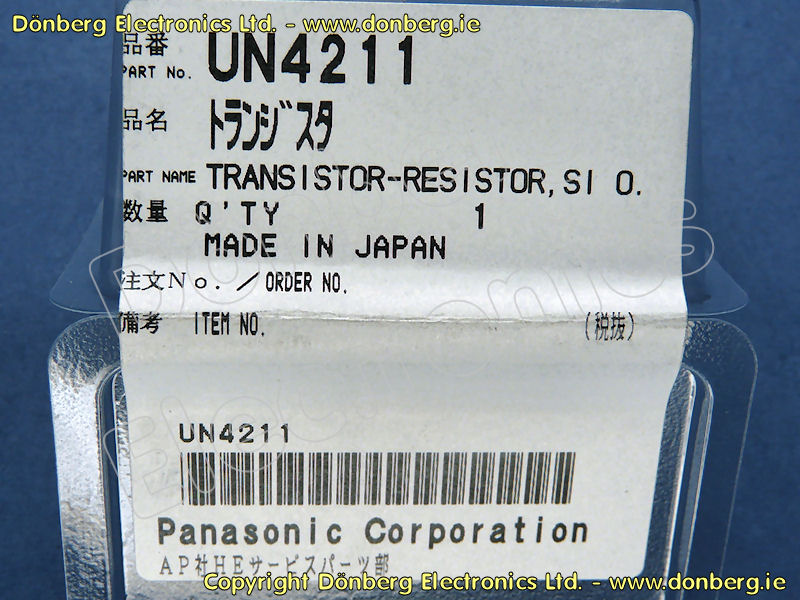 Dönberg Electronics Ltd. - www.donberg.ie
品番
PART No. UN4211
品名 トランジスタ
PART NAME TRANSISTOR-RESISTOR,SI O.
数量 Q'TY 1
MADE IN JAPAN
注文No.／ORDER NO.
備考 ITEM NO. (税抜)
UN4211
Panasonic Corporation
AP社HEサービスパーツ部
Copyright Dönberg Electronics Ltd. - www.donberg.ie